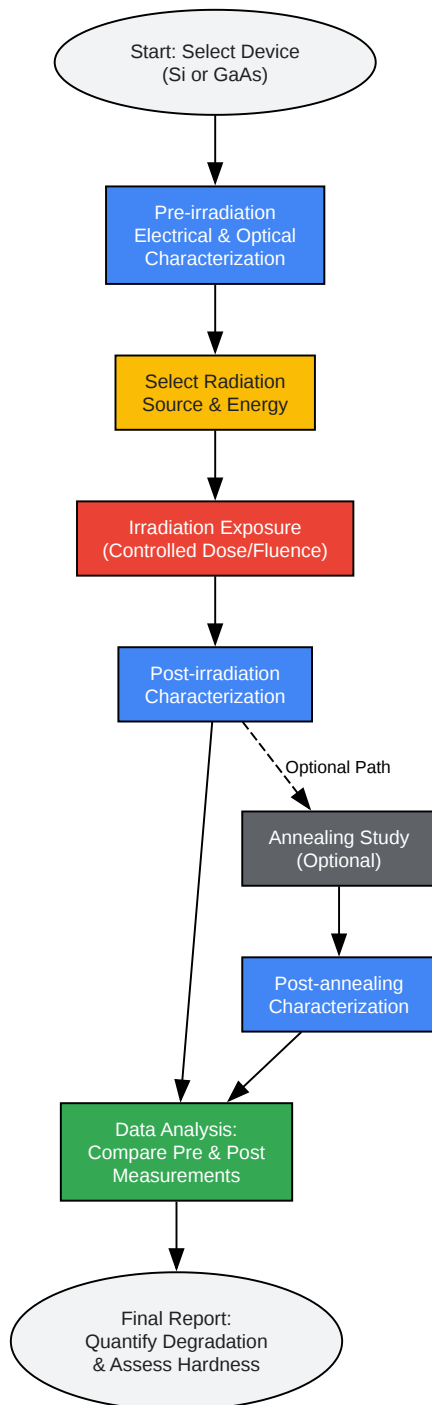 Start: Select Device
(Si or GaAs)
Pre-irradiation
Electrical & Optical
Characterization
Select Radiation
Source & Energy
Irradiation Exposure
(Controlled Dose/Fluence)
Post-irradiation
Characterization
Optional Path
Annealing Study
(Optional)
Post-annealing
Characterization
Data Analysis:
Compare Pre & Post
Measurements
Final Report:
Quantify Degradation
& Assess Hardness